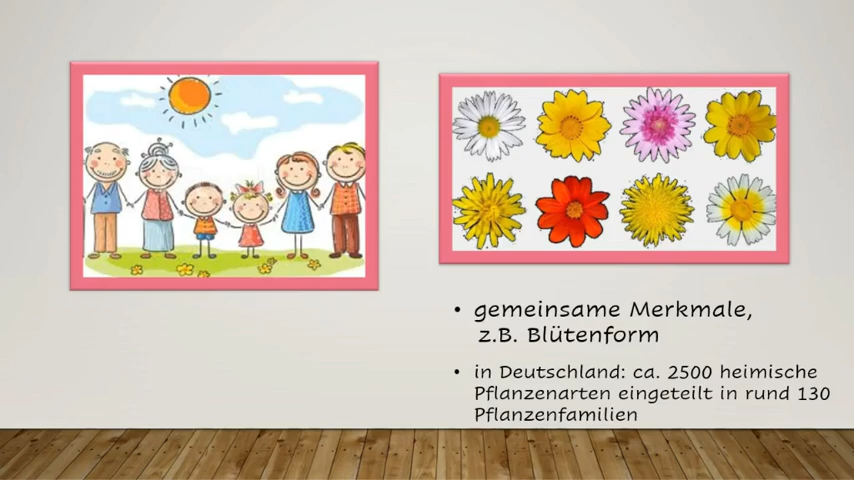 • gemeinsame Merkmale,
z.B. Blütenform
• in Deutschland: ca. 2500 heimische
Pflanzenarten eingeteilt in rund 130
Pflanzenfamilien